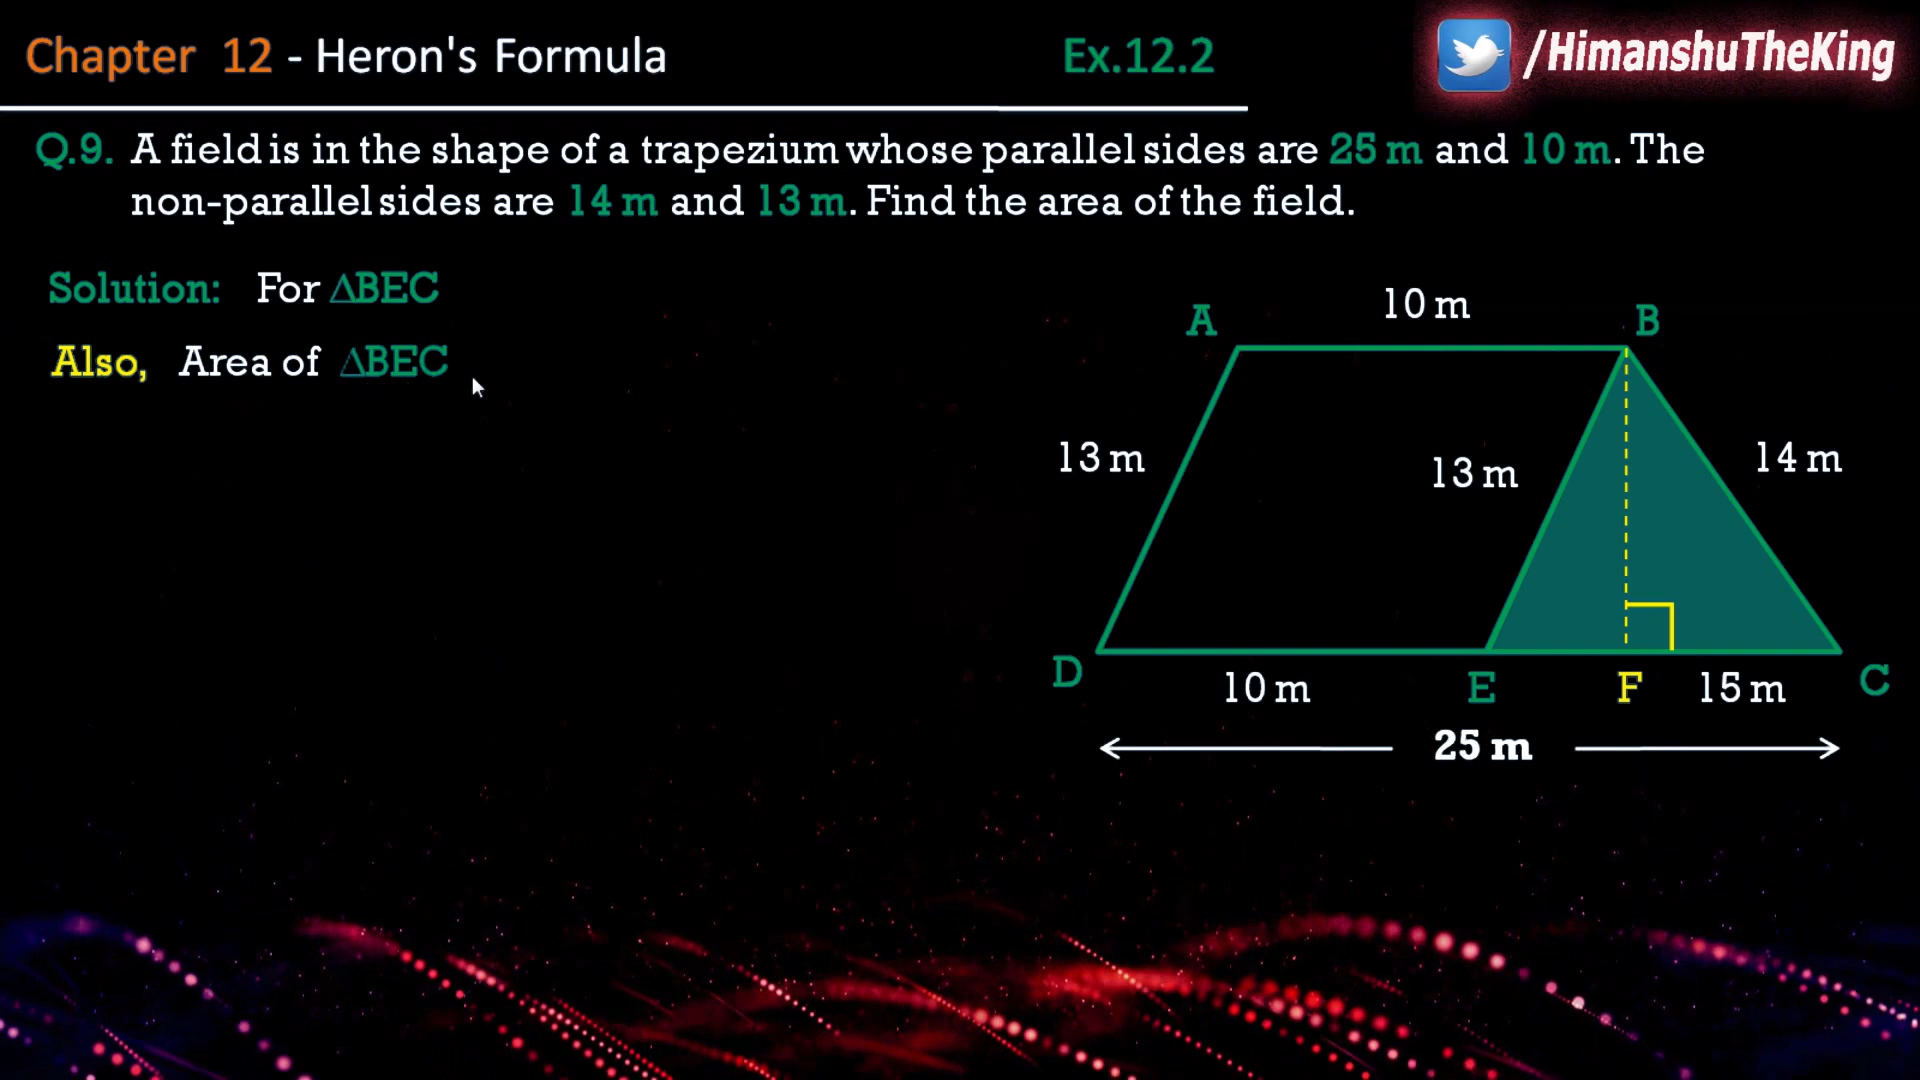 Chapter 12 - Heron's Formula
Ex.12.2
/HimanshuTheKing
Q.9. A field is in the shape of a trapezium whose parallel sides are 25 m and 10 m. The
non-parallel sides are 14 m and 13 m. Find the area of the field.
Solution: For ΔBEC
Also, Area of ΔBEC
10 m
A
B
13 m
13 m
14 m
D
10 m
E
F
15 m
C
25 m